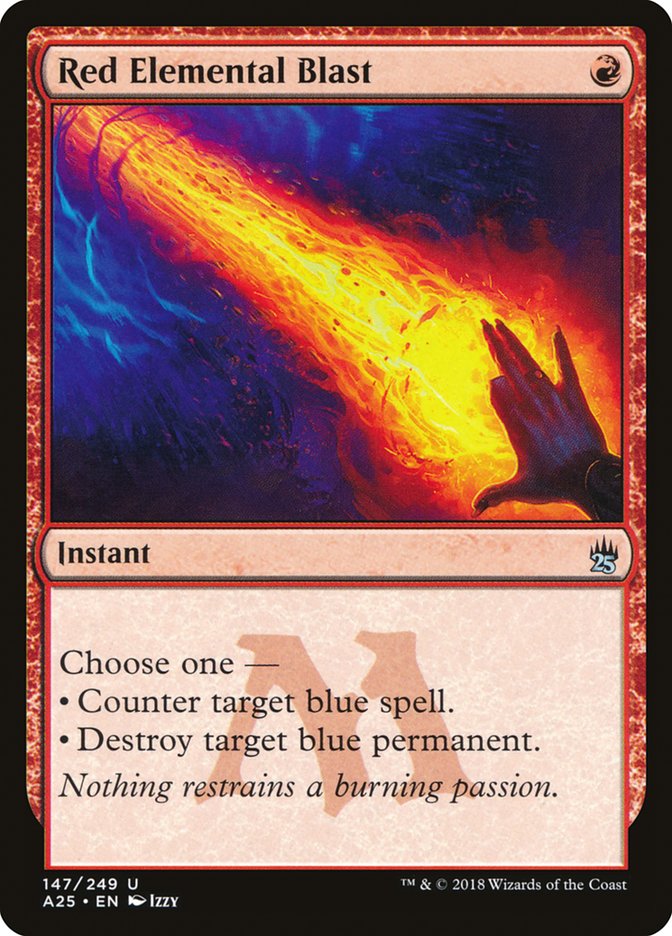 Red Elemental Blast
Instant
25
Choose one —
• Counter target blue spell.
• Destroy target blue permanent.
Nothing restrains a burning passion.
147/249 U
™ & © 2018 Wizards of the Coast
A25 • EN Izzy